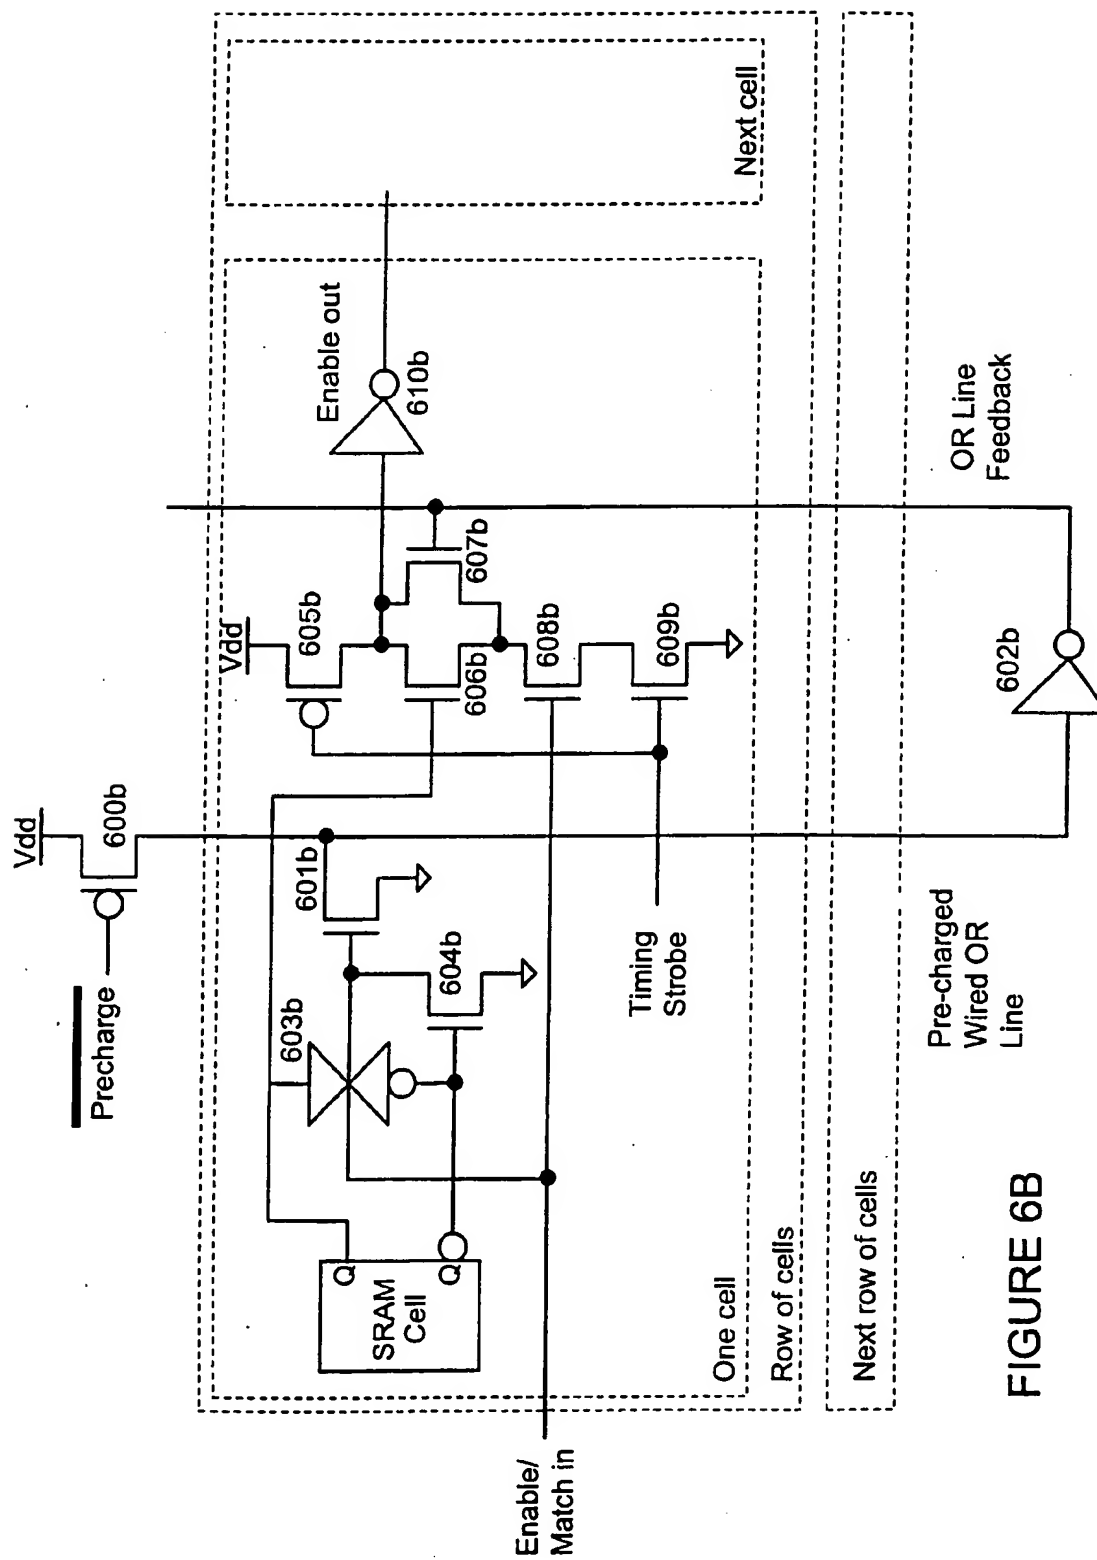 Vdd
Precharge
600b
Vdd
605b
Enable out
610b
Next cell
603b
601b
SRAM
Cell
Q
Q
604b
606b
607b
608b
609b
Enable/
Match in
Timing
Strobe
One cell
Row of cells
Next row of cells
Pre-charged
Wired OR
Line
602b
OR Line
Feedback
FIGURE 6B